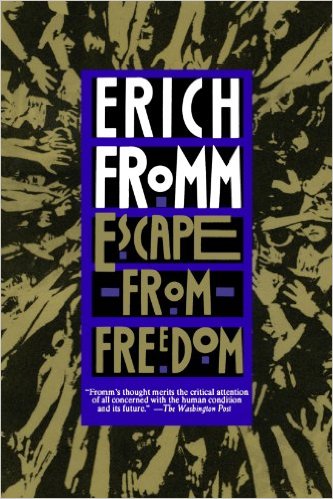 ERICH
FROMM
ESCAPE
-FROM-
FREEDOM
"Fromm's thought merits the critical attention
of all concerned with the human condition
and its future." —The Washington Post